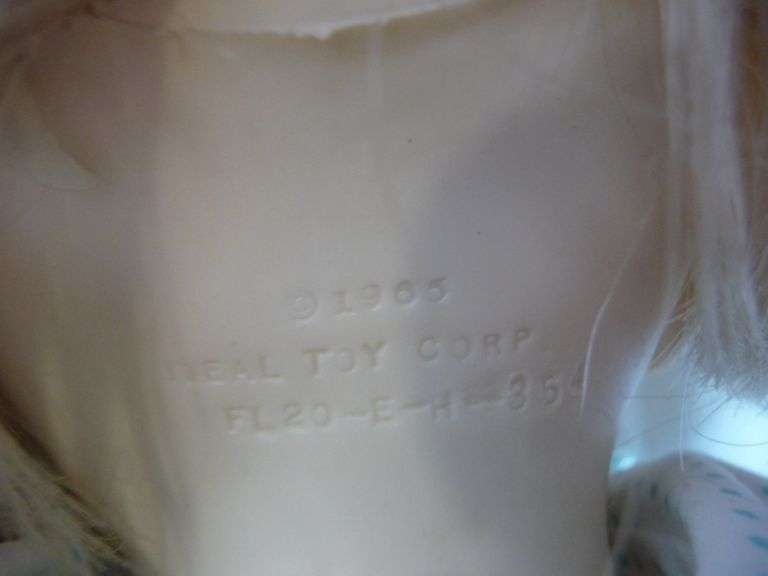 © 1965
IDEAL TOY CORP.
FL20-E-H-35